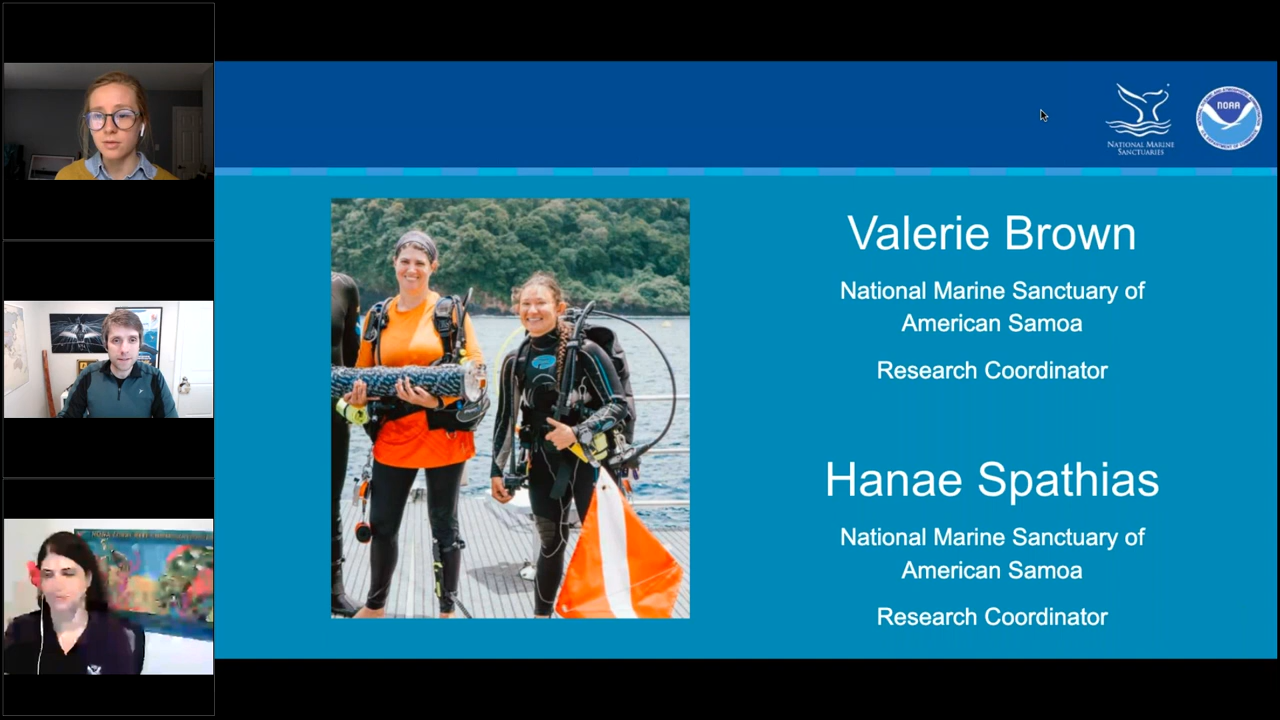 NATIONAL MARINE
SANCTUARIES
NOAA
Valerie Brown
National Marine Sanctuary of
American Samoa
Research Coordinator
Hanae Spathias
National Marine Sanctuary of
American Samoa
Research Coordinator